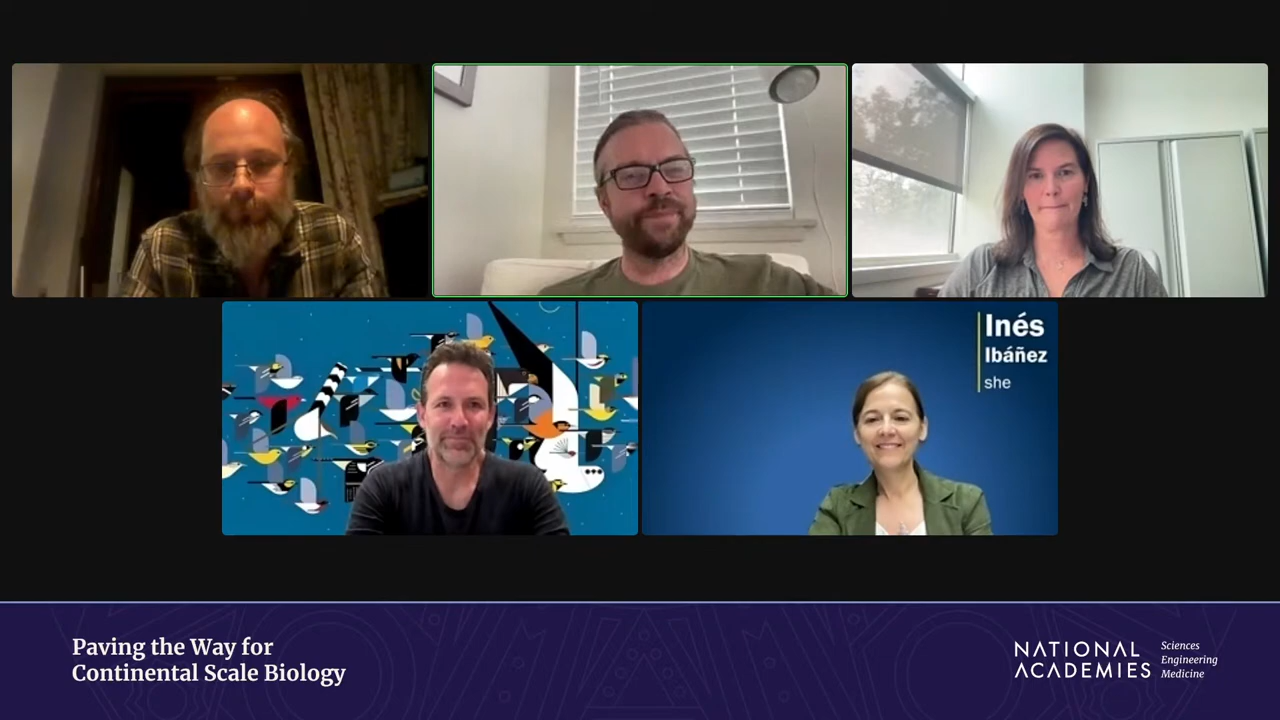 Inés
Ibáñez
she
Paving the Way for
Continental Scale Biology
NATIONAL
ACADEMIES
Sciences
Engineering
Medicine